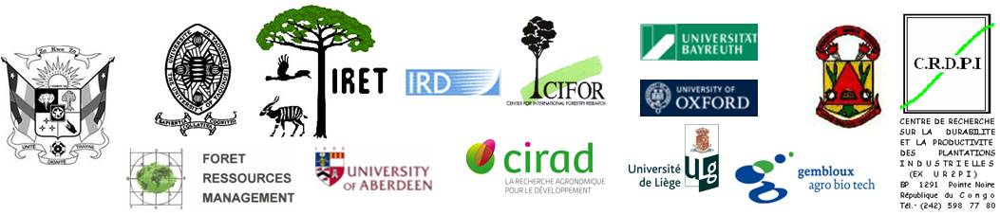 Zo Kwe Zo
UNITÉ TRAVAIL
DIGNITÉ
SAPIENTIA COLLATIVA COGNITIO
IRET
IRD
CIFOR
CENTER FOR INTERNATIONAL FORESTRY RESEARCH
UNIVERSITÄT
BAYREUTH
UNIVERSITY OF
OXFORD
C.R.D.P.I
CENTRE DE RECHERCHE
SUR LA DURABILITE
ET LA PRODUCTIVITE
DES PLANTATIONS
INDUSTRIELLES
(EX UR2PI)
BP 1291 Pointe Noire
République du Congo
Tél.: (242) 598 77 80
FORET
RESSOURCES
MANAGEMENT
1495
UNIVERSITY
OF ABERDEEN
cirad
LA RECHERCHE AGRONOMIQUE
POUR LE DÉVELOPPEMENT
Université
de Liège
ULg
gembloux
agro bio tech